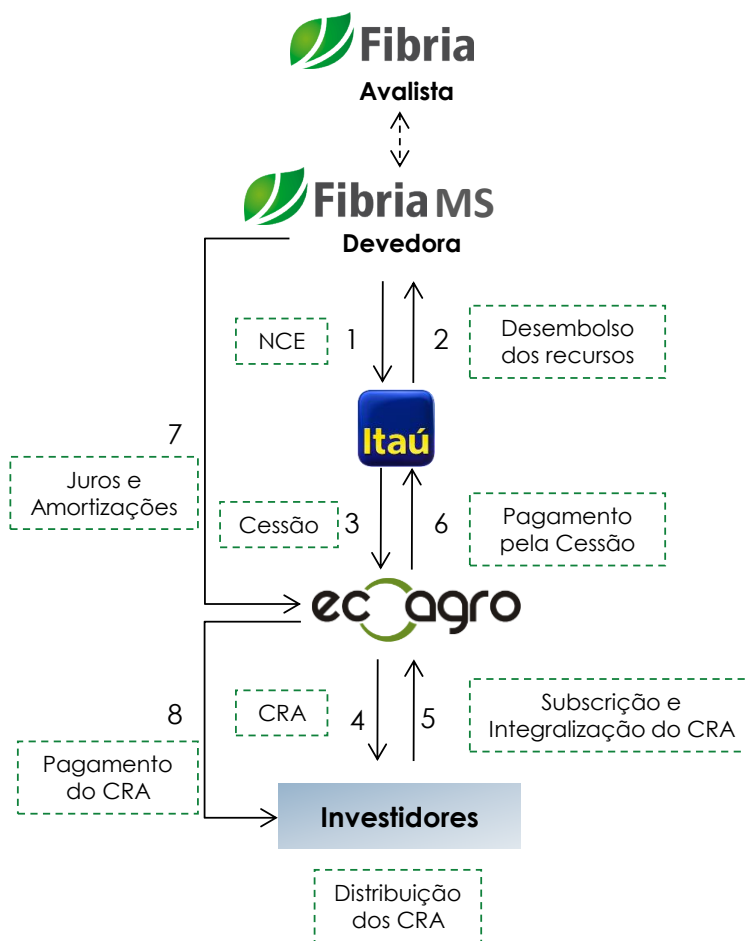 Fibria
Avalista
Fibria MS
Devedora
NCE
1
2
Desembolso
dos recursos
Itaú
7
Juros e
Amortizações
Cessão
3
6
Pagamento
pela Cessão
ecoagro
8
CRA
4
5
Subscrição e
Integralização do CRA
Pagamento
do CRA
Investidores
Distribuição
dos CRA